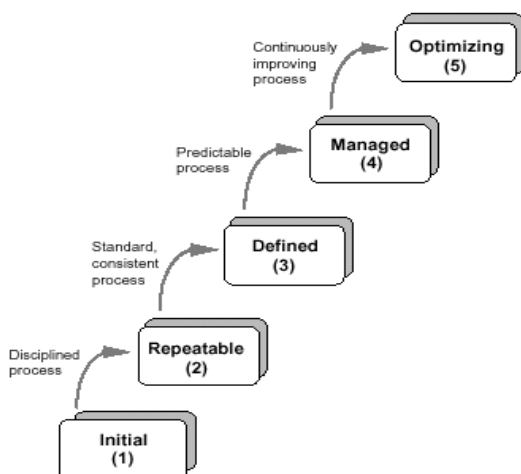 Continuously
improving
process
Optimizing
(5)
Predictable
process
Managed
(4)
Standard,
consistent
process
Defined
(3)
Disciplined
process
Repeatable
(2)
Initial
(1)